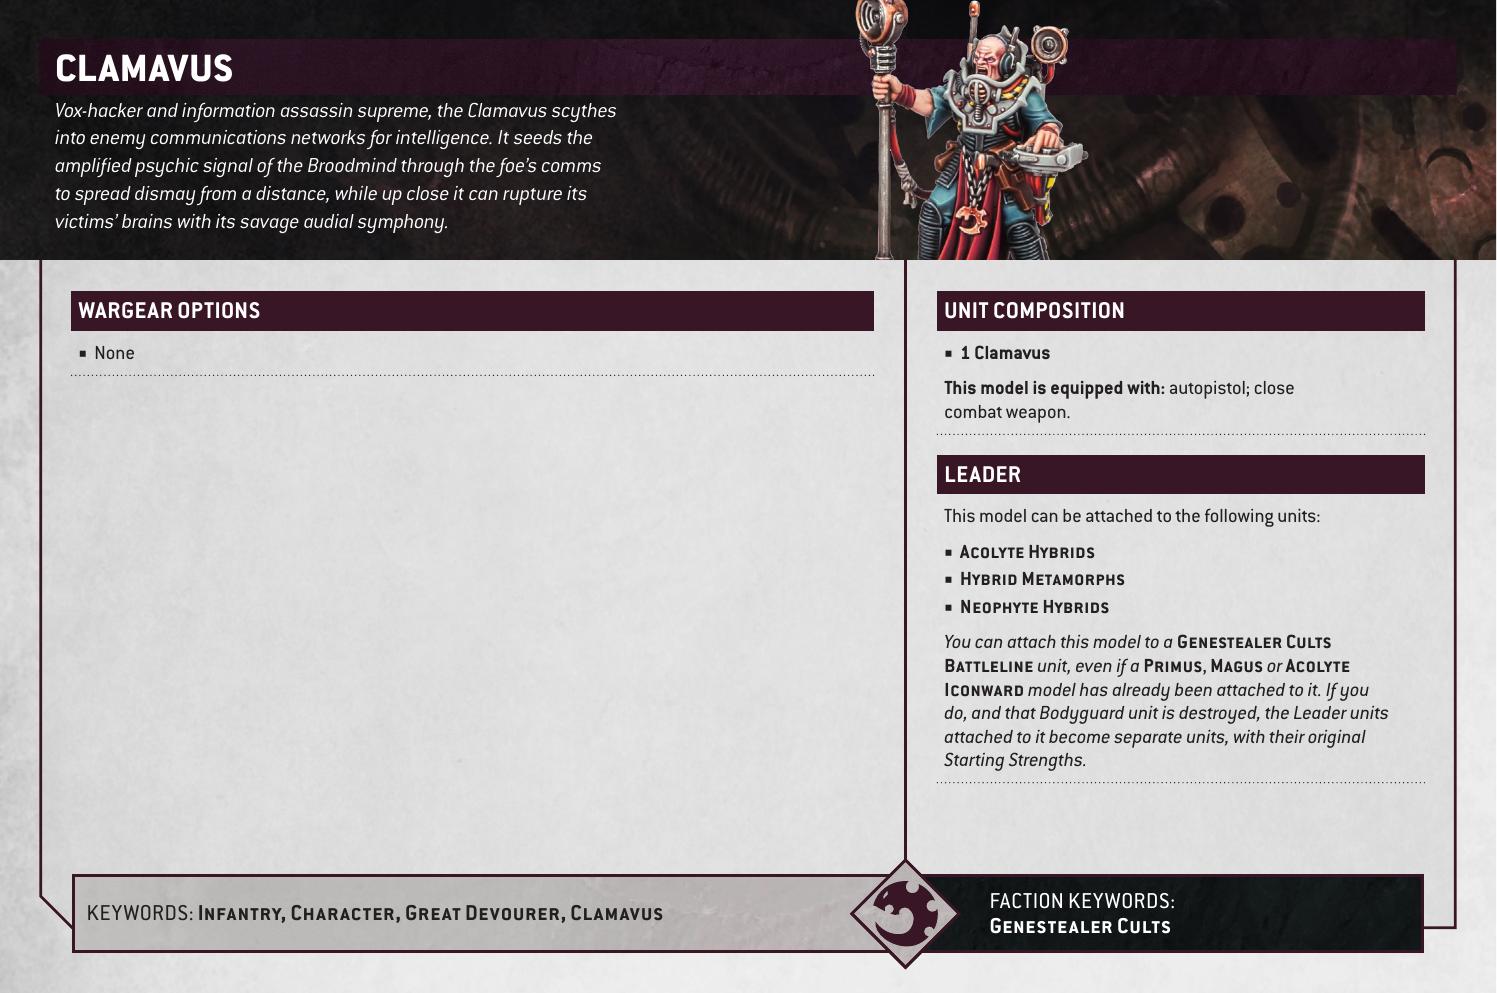 CLAMAVUS
Vox-hacker and information assassin supreme, the Clamavus scythes
into enemy communications networks for intelligence. It seeds the
amplified psychic signal of the Broodmind through the foe's comms
to spread dismay from a distance, while up close it can rupture its
victims' brains with its savage audial symphony.
WARGEAR OPTIONS
■ None
UNIT COMPOSITION
■ 1 Clamavus
This model is equipped with: autopistol; close
combat weapon.
LEADER
This model can be attached to the following units:
■ Acolyte Hybrids
■ Hybrid Metamorphs
■ Neophyte Hybrids
You can attach this model to a Genestealer Cults
Battleline unit, even if a Primus, Magus or Acolyte
Iconward model has already been attached to it. If you
do, and that Bodyguard unit is destroyed, the Leader units
attached to it become separate units, with their original
Starting Strengths.
KEYWORDS: Infantry, Character, Great Devourer, Clamavus
FACTION KEYWORDS:
Genestealer Cults